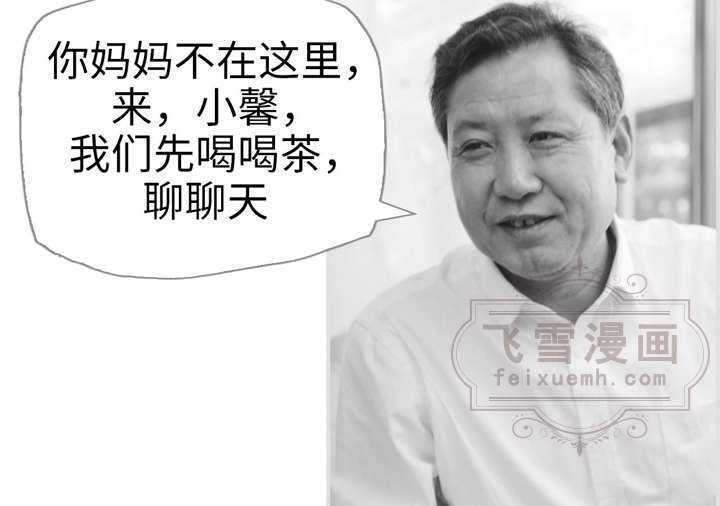 你妈妈不在这里，
来，小馨，
我们先喝喝茶，
聊聊天
飞雪漫画
feixuemh.com